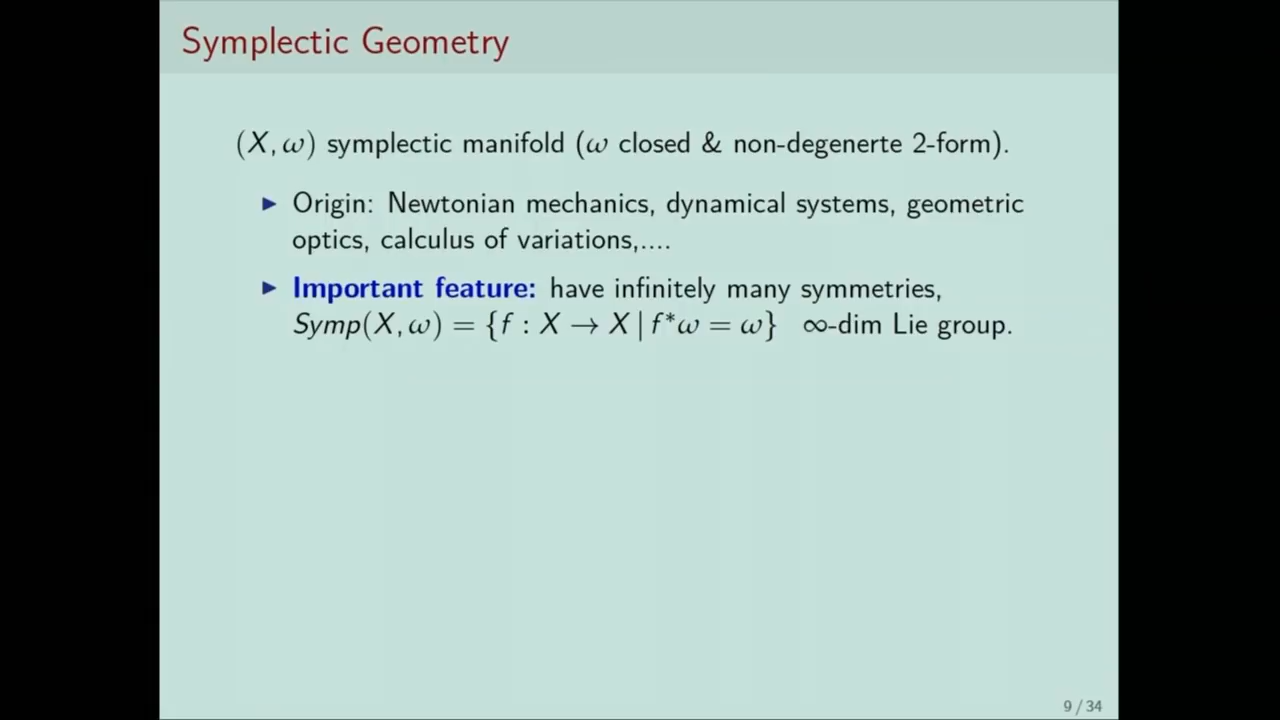 Symplectic Geometry
(X, ω) symplectic manifold (ω closed & non-degenerte 2-form).
▶ Origin: Newtonian mechanics, dynamical systems, geometric
optics, calculus of variations,....
▶ Important feature: have infinitely many symmetries,
Symp(X, ω) = {f : X → X | f*ω = ω} ∞-dim Lie group.
9 / 34